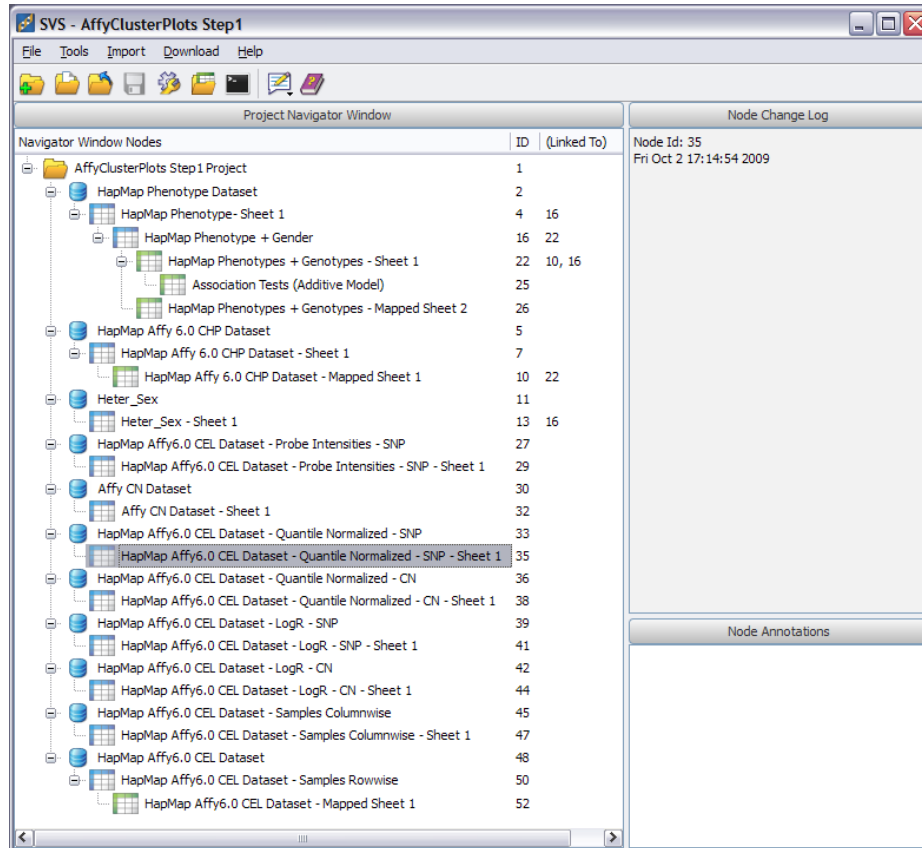 SVS - AffyClusterPlots Step1
File Tools Import Download Help
Project Navigator Window
Node Change Log
Navigator Window Nodes ID (Linked To)
Node Id: 35
Fri Oct 2 17:14:54 2009
AffyClusterPlots Step1 Project 1
HapMap Phenotype Dataset 2
HapMap Phenotype- Sheet 1 4 16
HapMap Phenotype + Gender 16 22
HapMap Phenotypes + Genotypes - Sheet 1 22 10, 16
Association Tests (Additive Model) 25
HapMap Phenotypes + Genotypes - Mapped Sheet 2 26
HapMap Affy 6.0 CHP Dataset 5
HapMap Affy 6.0 CHP Dataset - Sheet 1 7
HapMap Affy 6.0 CHP Dataset - Mapped Sheet 1 10 22
Heter_Sex 11
Heter_Sex - Sheet 1 13 16
HapMap Affy6.0 CEL Dataset - Probe Intensities - SNP 27
HapMap Affy6.0 CEL Dataset - Probe Intensities - SNP - Sheet 1 29
Affy CN Dataset 30
Affy CN Dataset - Sheet 1 32
HapMap Affy6.0 CEL Dataset - Quantile Normalized - SNP 33
HapMap Affy6.0 CEL Dataset - Quantile Normalized - SNP - Sheet 1 35
HapMap Affy6.0 CEL Dataset - Quantile Normalized - CN 36
HapMap Affy6.0 CEL Dataset - Quantile Normalized - CN - Sheet 1 38
HapMap Affy6.0 CEL Dataset - LogR - SNP 39
HapMap Affy6.0 CEL Dataset - LogR - SNP - Sheet 1 41
HapMap Affy6.0 CEL Dataset - LogR - CN 42
HapMap Affy6.0 CEL Dataset - LogR - CN - Sheet 1 44
HapMap Affy6.0 CEL Dataset - Samples Columnwise 45
HapMap Affy6.0 CEL Dataset - Samples Columnwise - Sheet 1 47
HapMap Affy6.0 CEL Dataset 48
HapMap Affy6.0 CEL Dataset - Samples Rowwise 50
HapMap Affy6.0 CEL Dataset - Mapped Sheet 1 52
Node Annotations